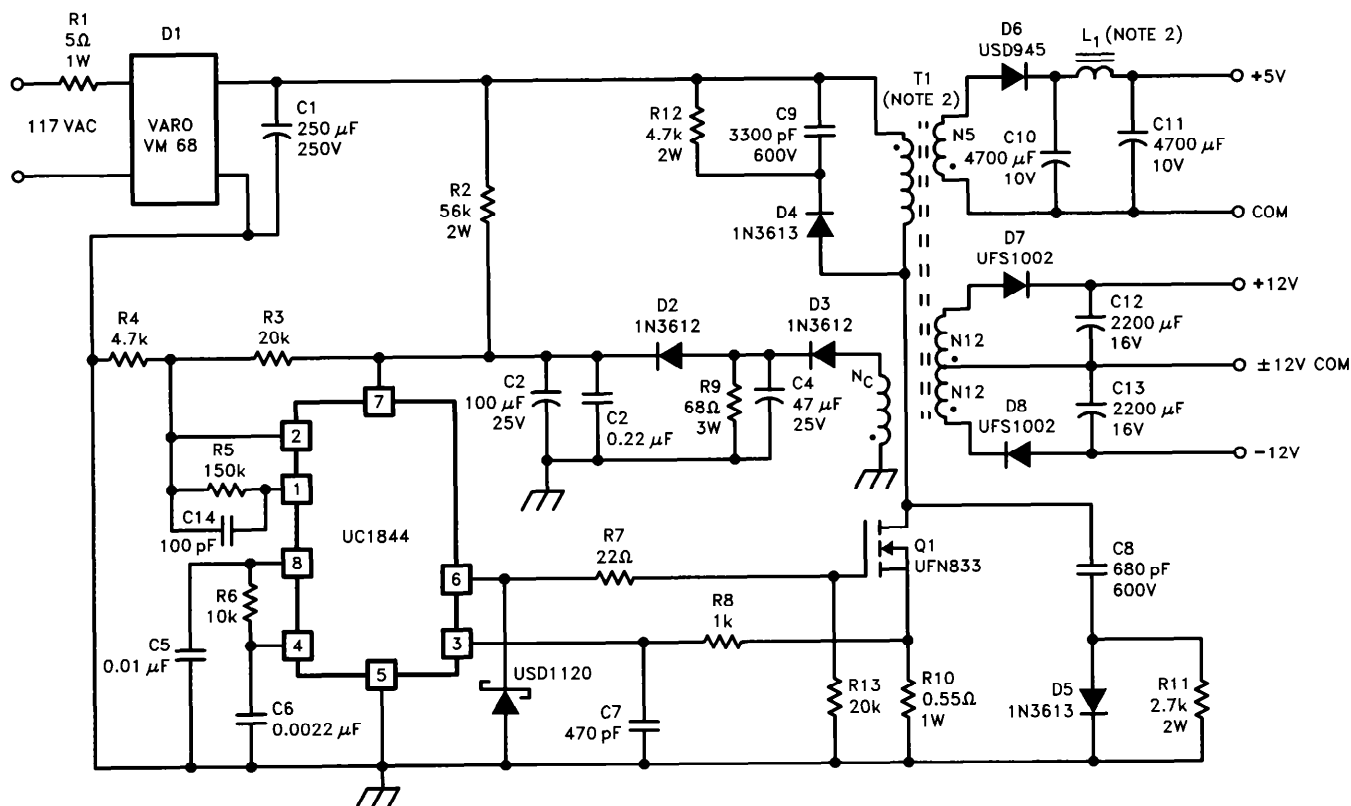 R1
5Ω
1W
D1
VARO
VM 68
117 VAC
C1
250 μF
250V
R2
56k
2W
R12
4.7k
2W
C9
3300 pF
600V
D4
1N3613
T1
(NOTE 2)
D6
USD945
L1 (NOTE 2)
+5V
N5
C10
4700 μF
10V
C11
4700 μF
10V
COM
D7
UFS1002
+12V
N12
N12
C12
2200 μF
16V
±12V COM
C13
2200 μF
16V
D8
UFS1002
-12V
R4
4.7k
R3
20k
D2
1N3612
D3
1N3612
C2
100 μF
25V
C2
0.22 μF
R9
68Ω
3W
C4
47 μF
25V
NC
7
2
R5
150k
1
C14
100 pF
UC1844
8
R6
10k
6
4
3
5
C5
0.01 μF
C6
0.0022 μF
R7
22Ω
Q1
UFN833
R8
1k
USD1120
C7
470 pF
R13
20k
R10
0.55Ω
1W
C8
680 pF
600V
D5
1N3613
R11
2.7k
2W